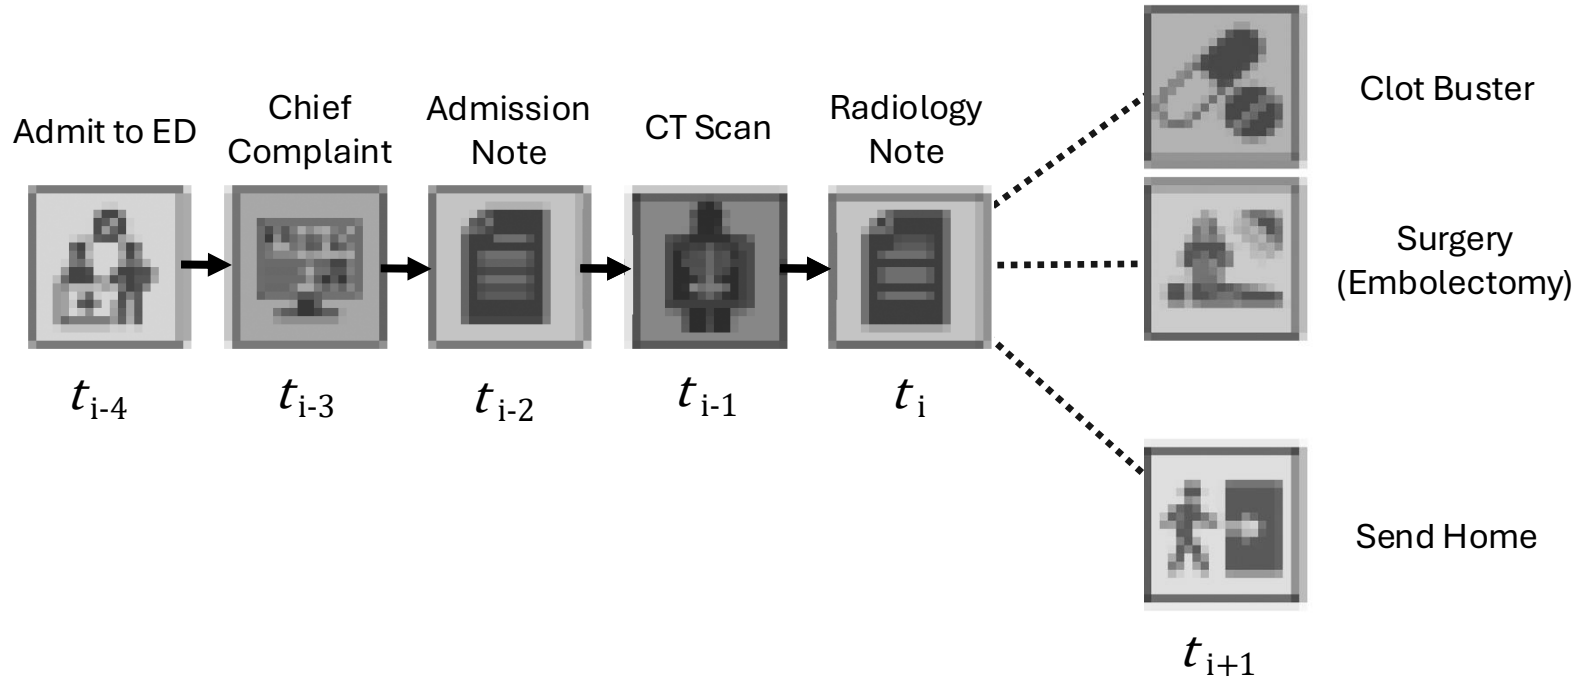 Admit to ED
Chief
Complaint
Admission
Note
CT Scan
Radiology
Note
Clot Buster
Surgery
(Embolectomy)
Send Home
t i-4
t i-3
t i-2
t i-1
t i
t i+1